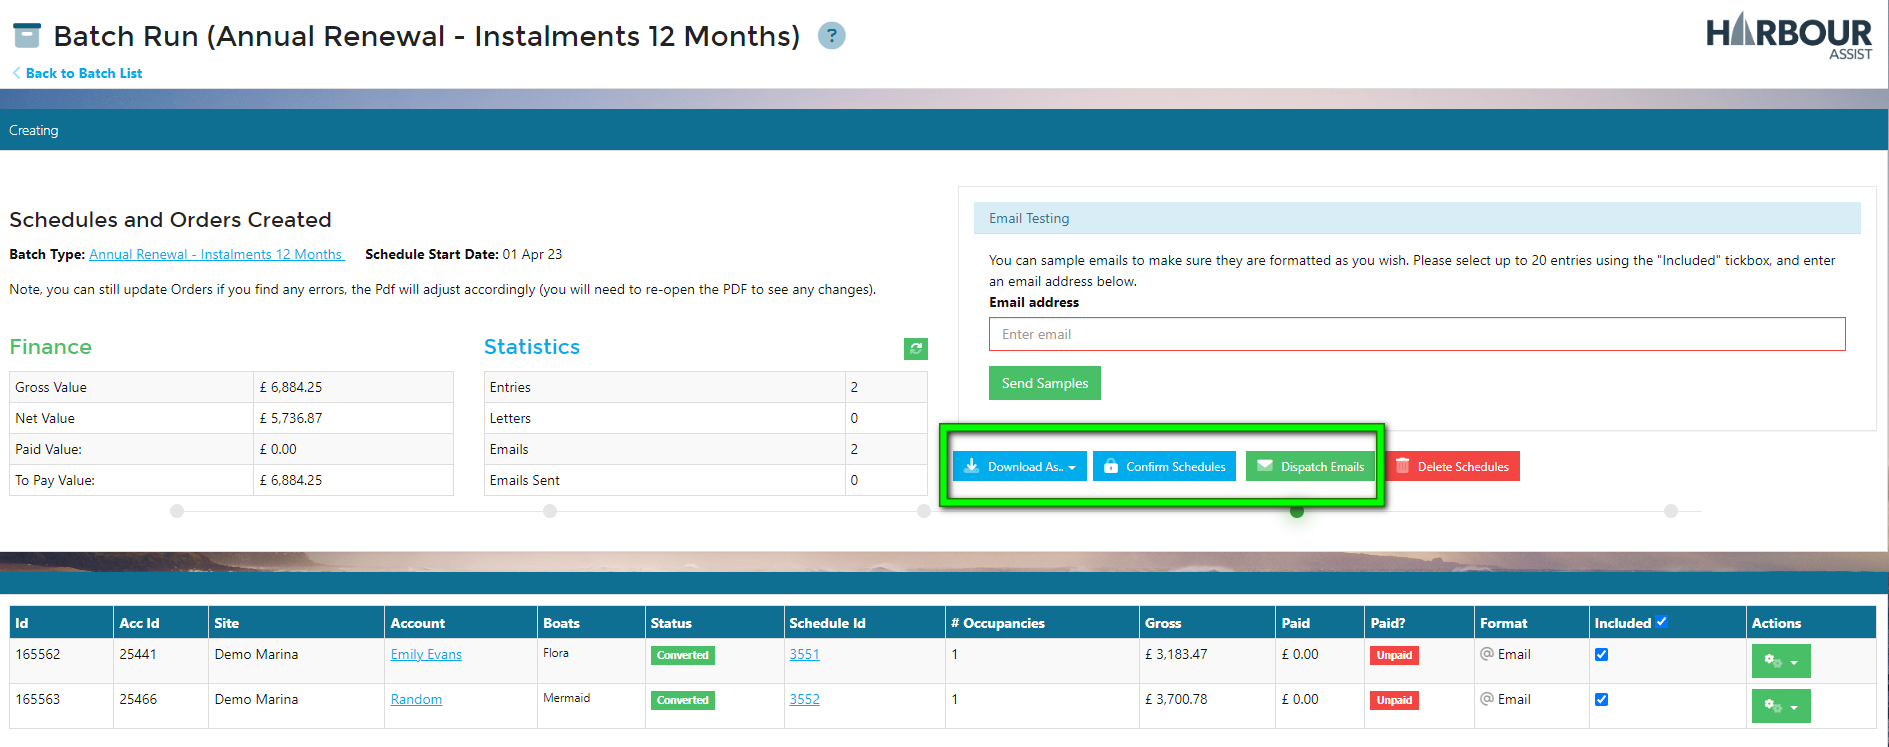 Batch Run (Annual Renewal - Instalments 12 Months) ?
HARBOUR
ASSIST
Back to Batch List
Creating
Schedules and Orders Created
Batch Type: Annual Renewal - Instalments 12 Months Schedule Start Date: 01 Apr 23
Note, you can still update Orders if you find any errors, the Pdf will adjust accordingly (you will need to re-open the PDF to see any changes).
Finance
Gross Value £ 6,884.25
Net Value £ 5,736.87
Paid Value: £ 0.00
To Pay Value: £ 6,884.25
Statistics
Entries 2
Letters 0
Emails 2
Emails Sent 0
Email Testing
You can sample emails to make sure they are formatted as you wish. Please select up to 20 entries using the "Included" tickbox, and enter
an email address below.
Email address
Enter email
Send Samples
Download As.. Confirm Schedules Dispatch Emails Delete Schedules
Id Acc Id Site Account Boats Status Schedule Id # Occupancies Gross Paid Paid? Format Included Actions
165562 25441 Demo Marina Emily Evans Flora Converted 3551 1 £ 3,183.47 £ 0.00 Unpaid @ Email
165563 25466 Demo Marina Random Mermaid Converted 3552 1 £ 3,700.78 £ 0.00 Unpaid @ Email